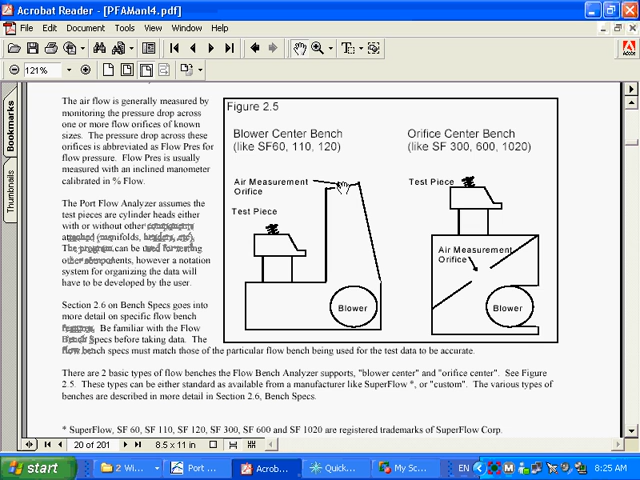 Acrobat Reader - [PFAMan14.pdf]
File Edit Document Tools View Window Help
121%
Bookmarks
Thumbnails
The air flow is generally measured by
monitoring the pressure drop across
one or more flow orifices of known
sizes. The pressure drop across these
orifices is abbreviated as Flow Pres for
flow pressure. Flow Pres is usually
measured with an inclined manometer
calibrated in % Flow.
The Port Flow Analyzer assumes the
test pieces are cylinder heads either
with or without other components
attached (manifolds, headers, etc).
The program can be used for testing
other components, however a notation
system for organizing the data will
have to be developed by the user.
Section 2.6 on Bench Specs goes into
more detail on specific flow bench
Be familiar with the Flow
Bench Specs before taking data. The
flow bench specs must match those of the particular flow bench being used for the test data to be accurate.
Figure 2.5
Blower Center Bench
(like SF60, 110, 120)
Orifice Center Bench
(like SF 300, 600, 1020)
Air Measurement
Orifice
Test Piece
Blower
Test Piece
Air Measurement
Orifice
Blower
There are 2 basic types of flow benches the Flow Bench Analyzer supports, "blower center" and "orifice center". See Figure
2.5. These types can be either standard as available from a manufacturer like SuperFlow *, or "custom". The various types of
benches are described in more detail in Section 2.6, Bench Specs.
* SuperFlow, SF 60, SF 110, SF 120, SF 300, SF 600 and SF 1020 are registered trademarks of SuperFlow Corp.
20 of 201 8.5 x 11 in
start 2 Wi... Port ... Acrob... Quick... My Sc... EN 8:25 AM